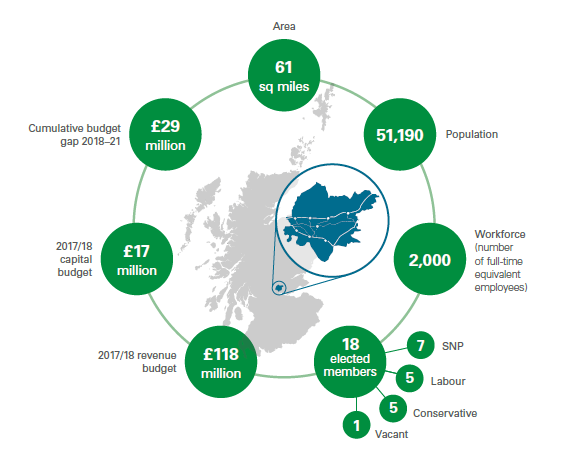 Area
61
sq miles
51,190
Population
2,000
Workforce
(number
of full-time
equivalent
employees)
18
elected
members
7
SNP
5
Labour
5
Conservative
1
Vacant
2017/18 revenue
budget
£118
million
2017/18
capital
budget
£17
million
Cumulative budget
gap 2018–21
£29
million